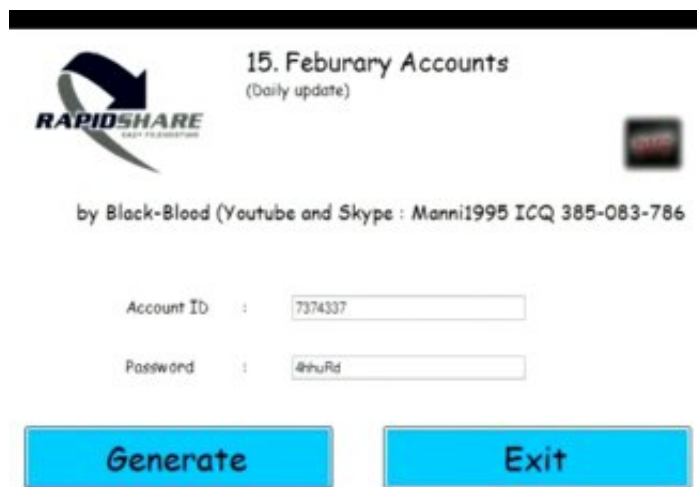 15. Feburary Accounts
(Daily update)
RAPIDSHARE
by Black-Blood (Youtube and Skype : Manni1995 ICQ 385-083-786
Account ID : 7374337
Password : 4hhuRd
Generate Exit